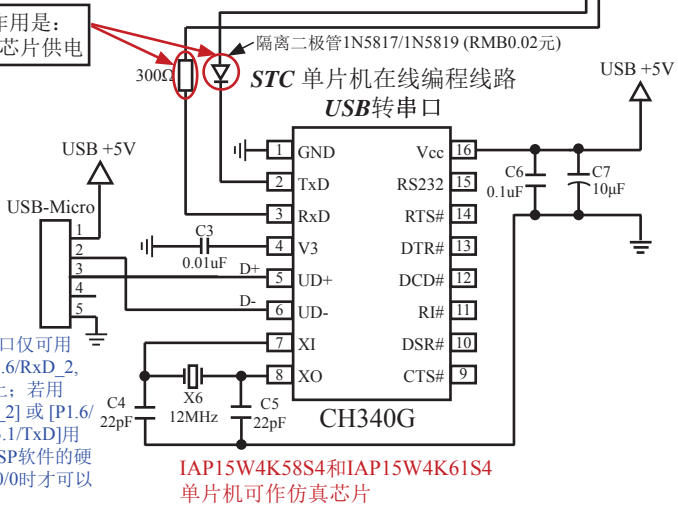 作用是:
芯片供电
300Ω
隔离二极管1N5817/1N5819 (RMB0.02元)
STC 单片机在线编程线路
USB转串口
USB +5V
USB +5V
USB-Micro
1
2
3
4
5
1 GND
2 TxD
3 RxD
4 V3
5 UD+
6 UD-
7 XI
8 XO
Vcc 16
RS232 15
RTS# 14
DTR# 13
DCD# 12
RI# 11
DSR# 10
CTS# 9
C3
0.01uF
D+
D-
C6
0.1uF
C7
10μF
C4
22pF
X6
12MHz
C5
22pF
CH340G
口仅可用
.6/RxD_2,
上；若用
_2] 或 [P1.6/
.1/TxD]用
SP软件的硬
0/0时才可以
IAP15W4K58S4和IAP15W4K61S4
单片机可作仿真芯片